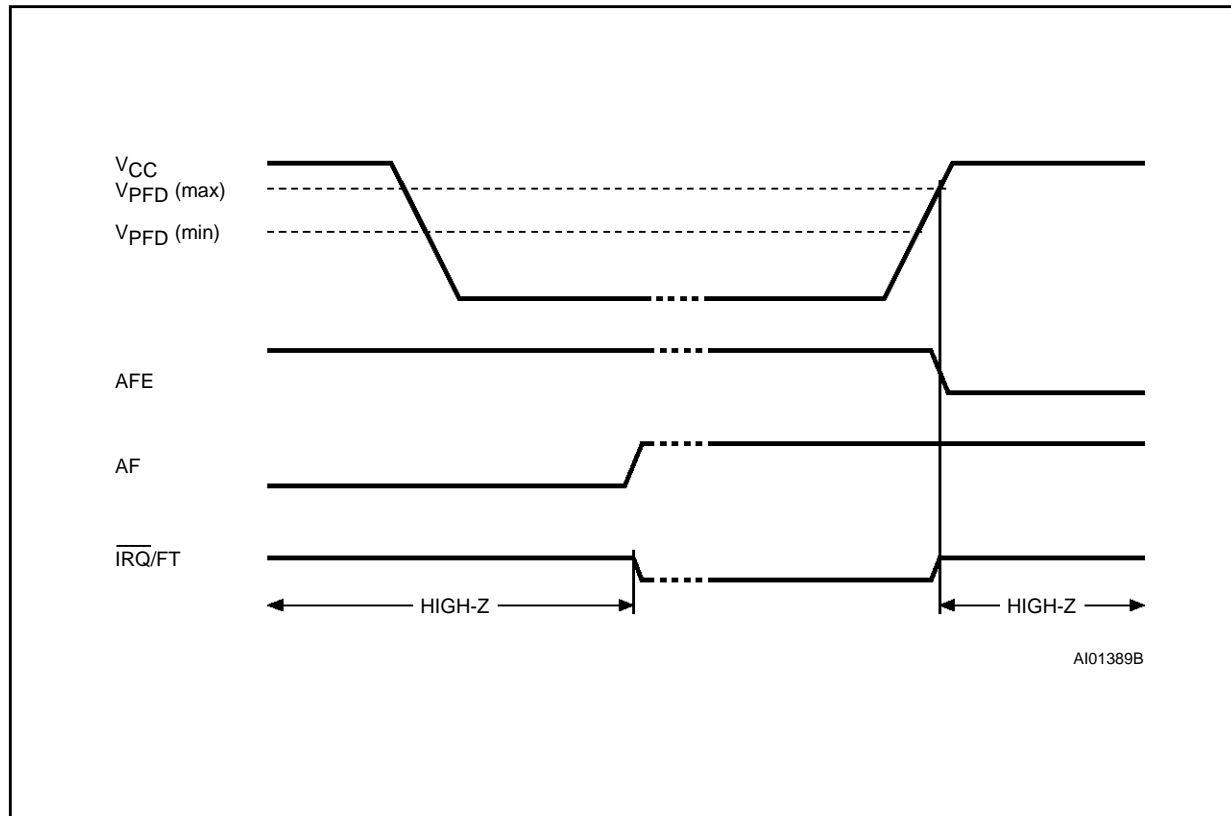 VCC
VPFD (max)
VPFD (min)
AFE
AF
IRQ/FT
HIGH-Z
HIGH-Z
AI01389B